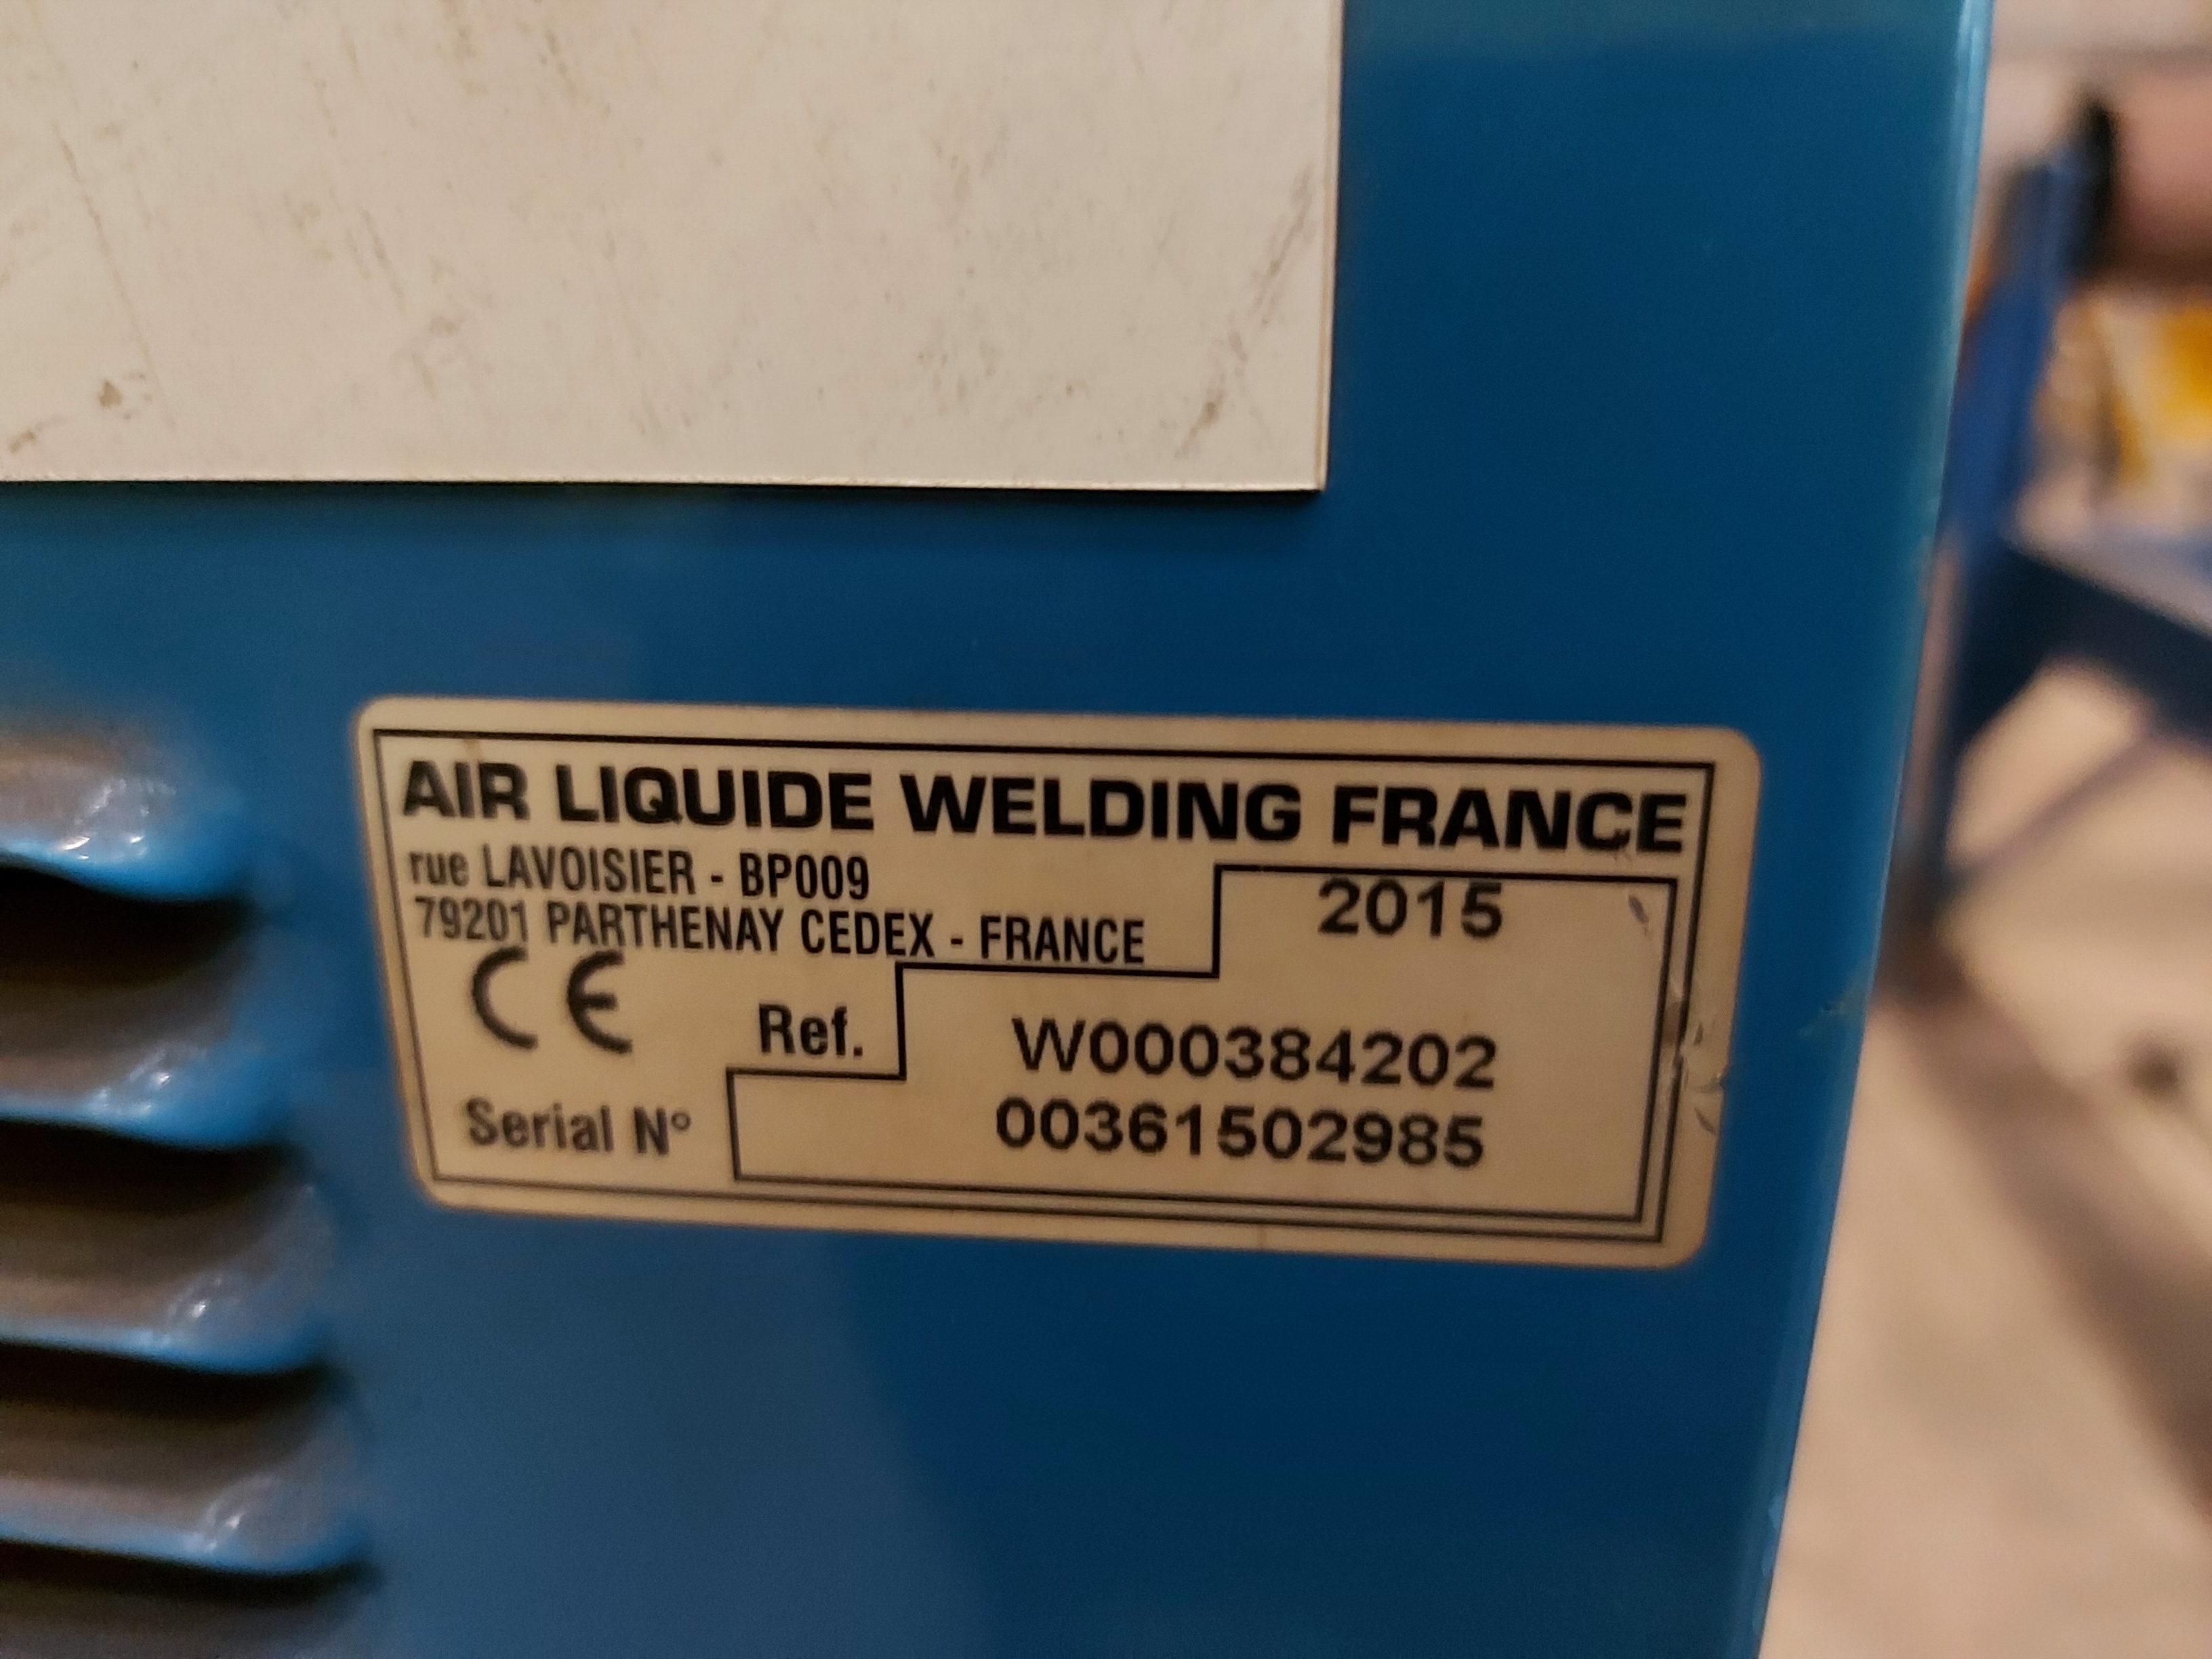 AIR LIQUIDE WELDING FRANCE
rue LAVOISIER - BP009
79201 PARTHENAY CEDEX - FRANCE
2015
CE
Ref. W000384202
Serial N° 00361502985